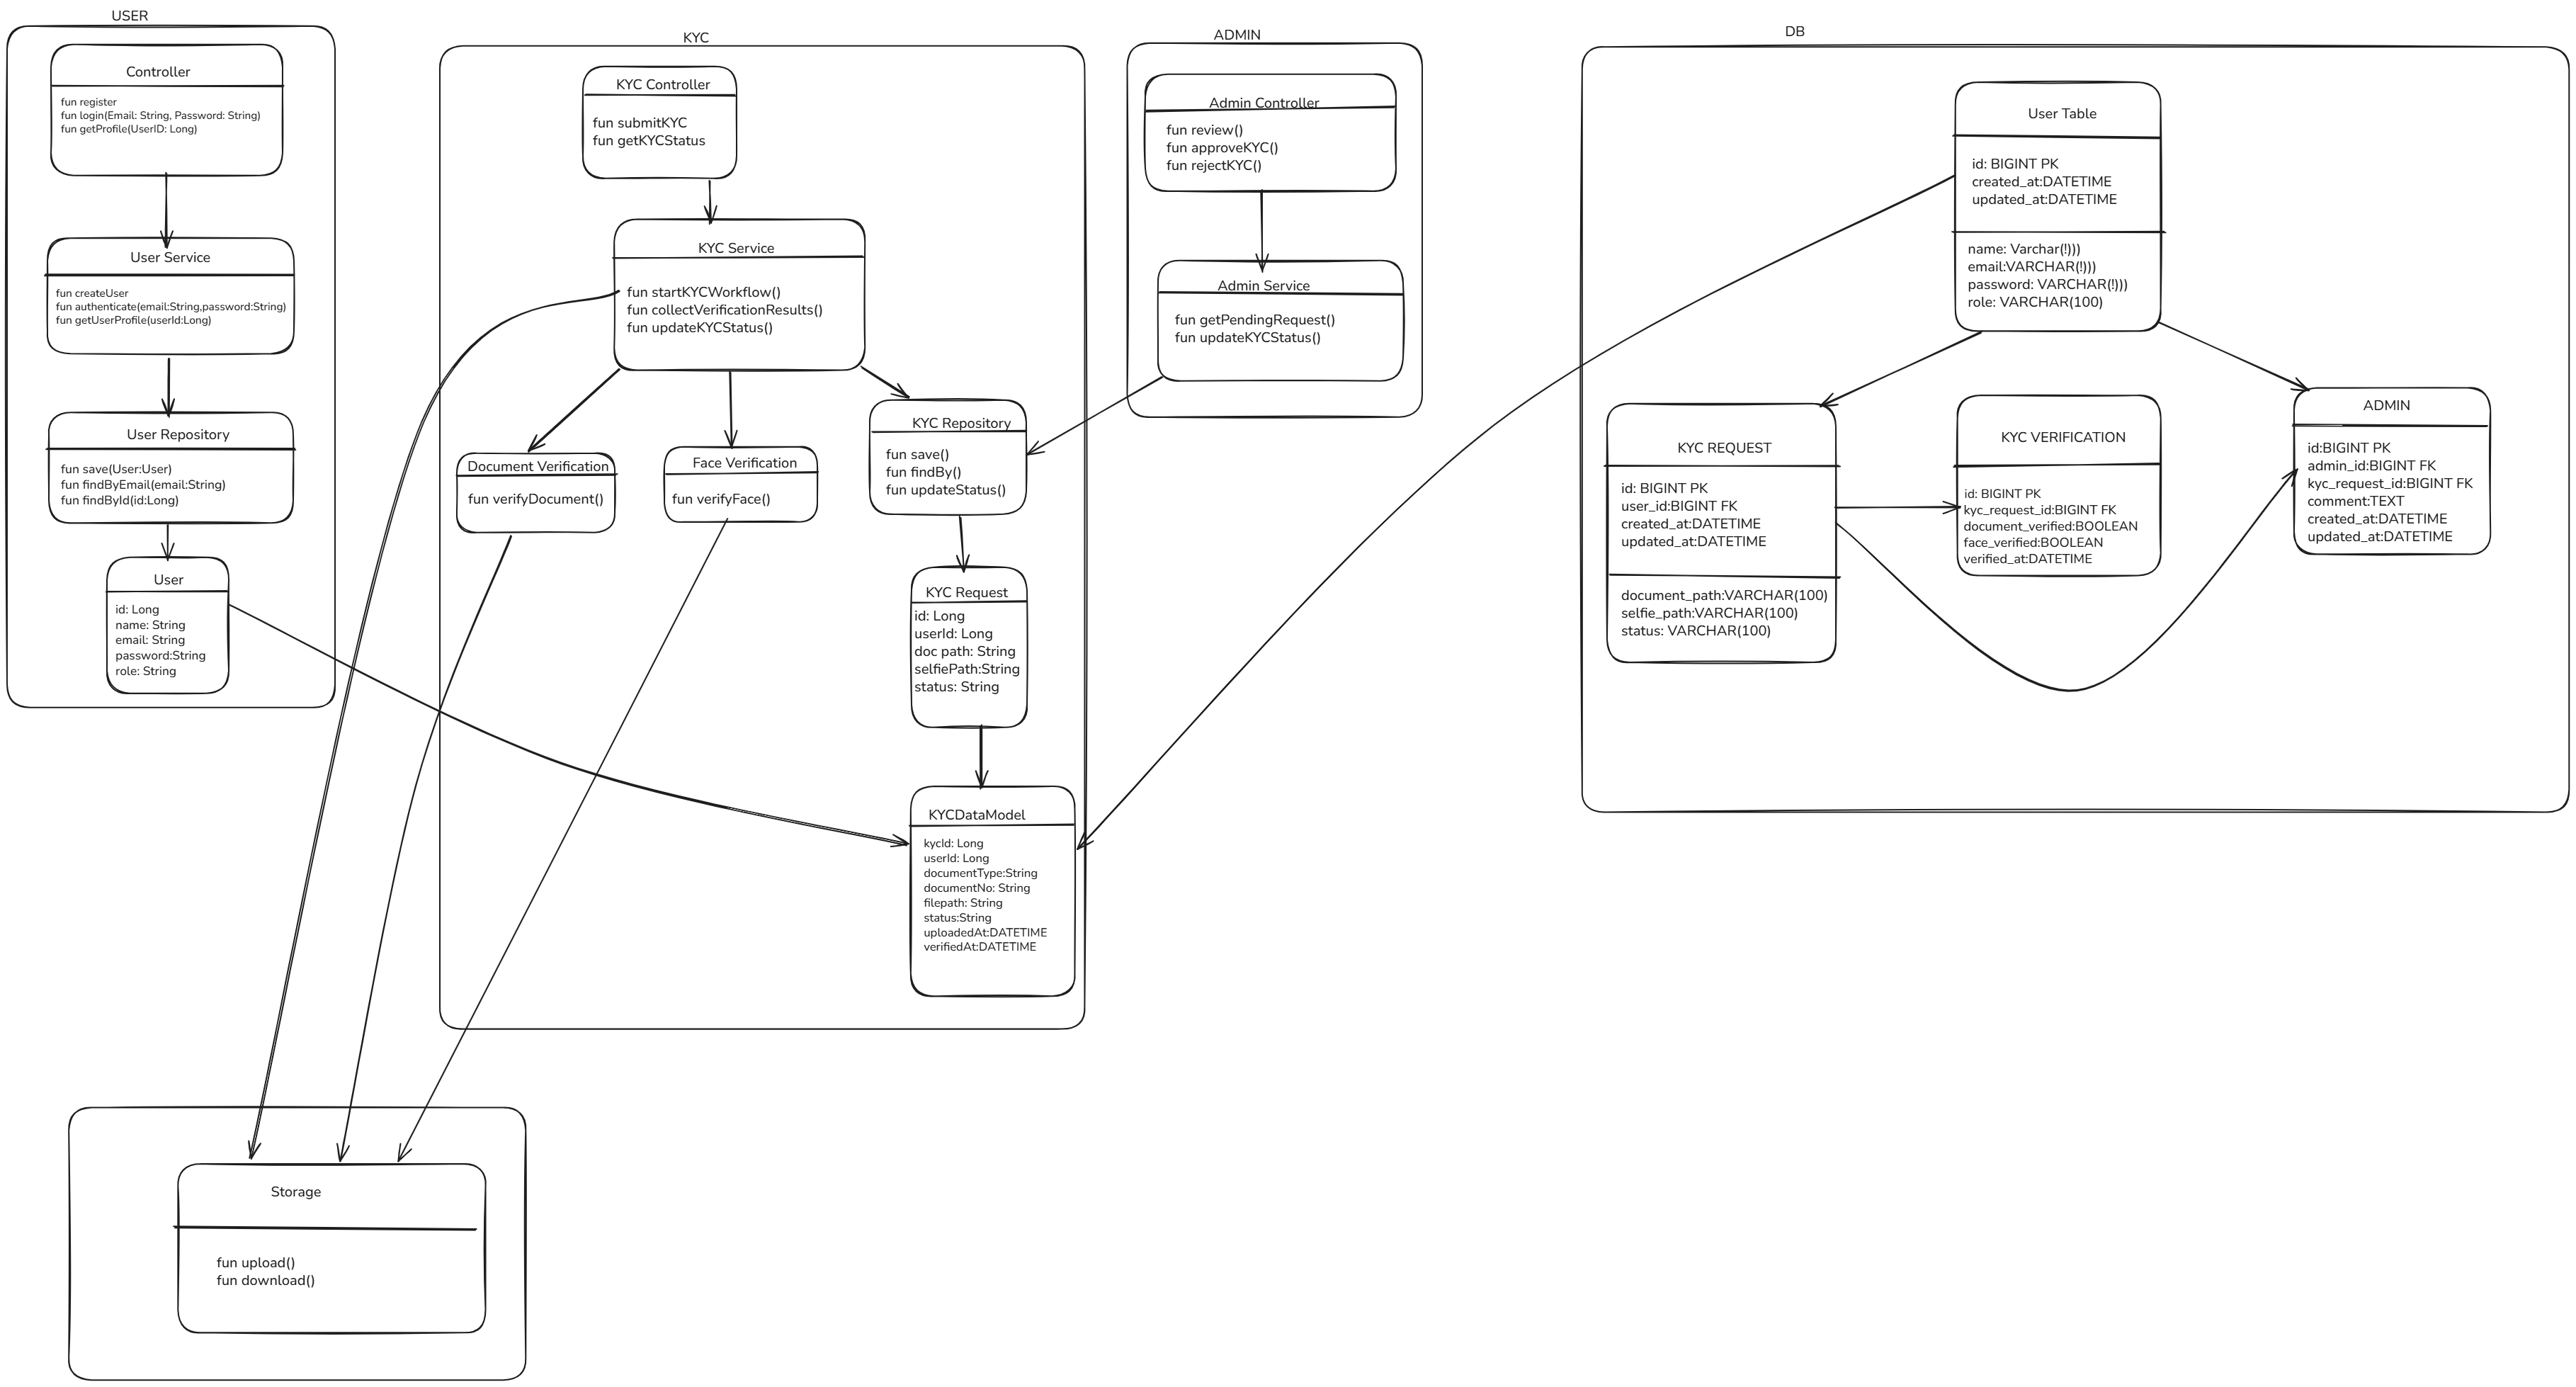 USER
Controller
fun register
fun login(Email: String, Password: String)
fun getProfile(UserID: Long)
User Service
fun createUser
fun authenticate(email:String,password:String)
fun getUserProfile(userId:Long)
User Repository
fun save(User:User)
fun findByEmail(email:String)
fun findById(id:Long)
User
id: Long
name: String
email: String
password:String
role: String
KYC
KYC Controller
fun submitKYC
fun getKYCStatus
KYC Service
fun startKYCWorkflow()
fun collectVerificationResults()
fun updateKYCStatus()
Document Verification
fun verifyDocument()
Face Verification
fun verifyFace()
KYC Repository
fun save()
fun findBy()
fun updateStatus()
KYC Request
id: Long
userId: Long
doc path: String
selfiePath:String
status: String
KYCDataModel
kycId: Long
userId: Long
documentType:String
documentNo: String
filepath: String
status:String
uploadedAt:DATETIME
verifiedAt:DATETIME
ADMIN
Admin Controller
fun review()
fun approveKYC()
fun rejectKYC()
Admin Service
fun getPendingRequest()
fun updateKYCStatus()
DB
User Table
id: BIGINT PK
created_at:DATETIME
updated_at:DATETIME
name: Varchar(!)))
email:VARCHAR(!)))
password: VARCHAR(!)))
role: VARCHAR(100)
KYC REQUEST
id: BIGINT PK
user_id:BIGINT FK
created_at:DATETIME
updated_at:DATETIME
document_path:VARCHAR(100)
selfie_path:VARCHAR(100)
status: VARCHAR(100)
KYC VERIFICATION
id: BIGINT PK
kyc_request_id:BIGINT FK
document_verified:BOOLEAN
face_verified:BOOLEAN
verified_at:DATETIME
ADMIN
id:BIGINT PK
admin_id:BIGINT FK
kyc_request_id:BIGINT FK
comment:TEXT
created_at:DATETIME
updated_at:DATETIME
Storage
fun upload()
fun download()